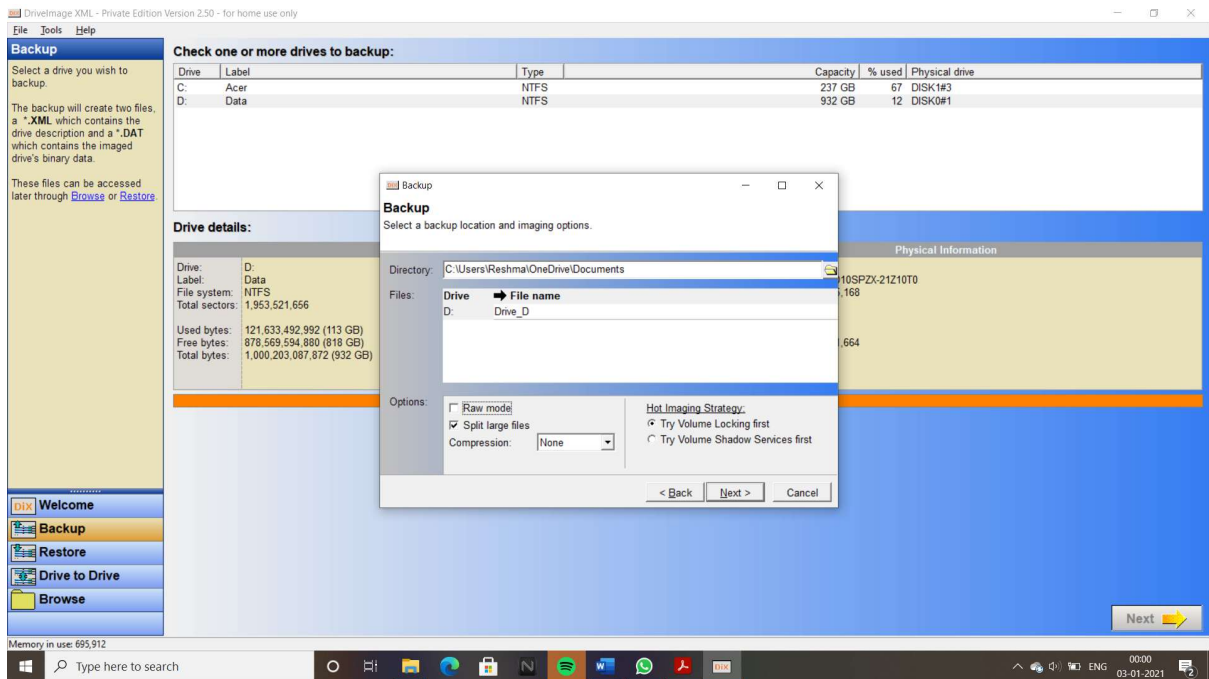 DriveImage XML - Private Edition Version 2.50 - for home use only
File Tools Help
Backup
Select a drive you wish to
backup.
The backup will create two files,
a *.XML which contains the
drive description and a *.DAT
which contains the imaged
drive's binary data.
These files can be accessed
later through Browse or Restore.
Check one or more drives to backup:
Drive Label Type Capacity % used Physical drive
C: Acer NTFS 237 GB 67 DISK1#3
D: Data NTFS 932 GB 12 DISK0#1
Drive details:
Physical Information
Drive: D:
Label: Data
File system: NTFS
Total sectors: 1,953,521,656
Used bytes: 121,633,492,992 (113 GB)
Free bytes: 878,569,594,880 (818 GB)
Total bytes: 1,000,203,087,872 (932 GB)
10SPZX-21Z10T0
,168
,664
Backup
Backup
Select a backup location and imaging options.
Directory: C:\Users\Reshma\OneDrive\Documents
Files: Drive File name
D: Drive_D
Options:
Raw mode
Split large files
Compression: None
Hot Imaging Strategy:
Try Volume Locking first
Try Volume Shadow Services first
< Back Next > Cancel
DiX Welcome
Backup
Restore
Drive to Drive
Browse
Next
Memory in use: 695,912
Type here to search
ENG
00:00
03-01-2021